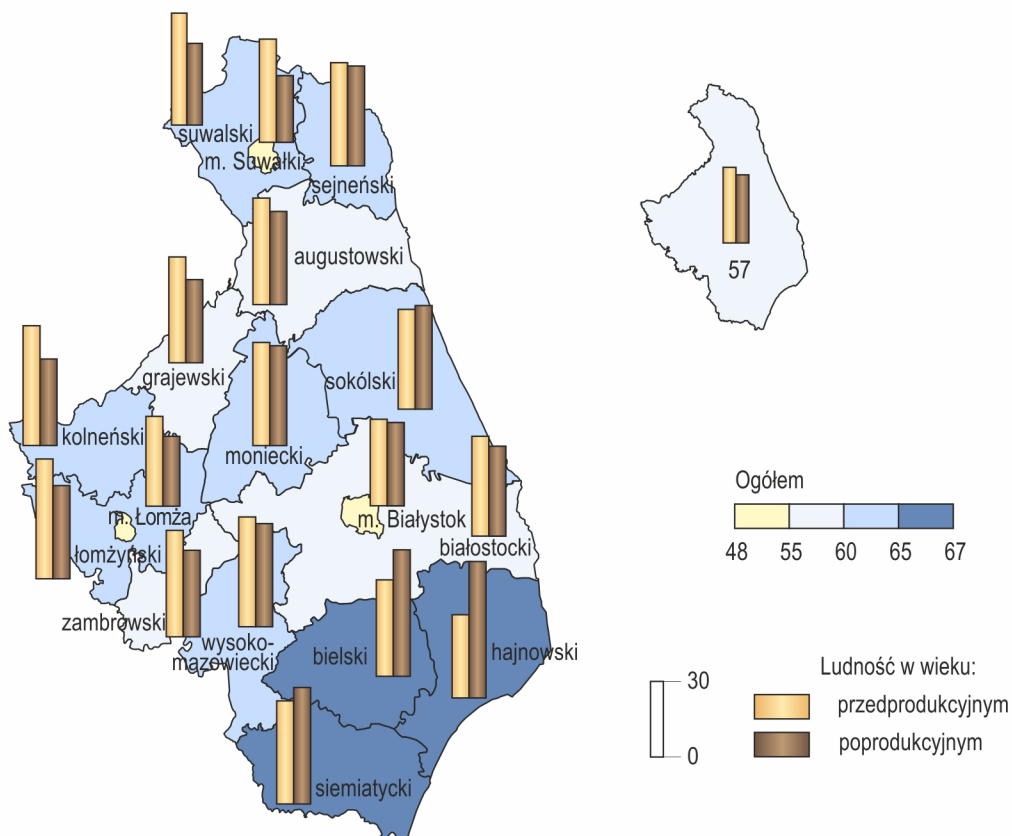 suwalski
m. Suwałki
sejneński
augustowski
57
grajewski
sokólski
kolneński
moniecki
m. Łomża
m. Białystok
łomżyński
białostocki
zambrowski
wysoko-
mazowiecki
bielski
hajnowski
siemiatycki
Ogółem
48 55 60 65 67
Ludność w wieku:
30
przedprodukcyjnym
poprodukcyjnym
0